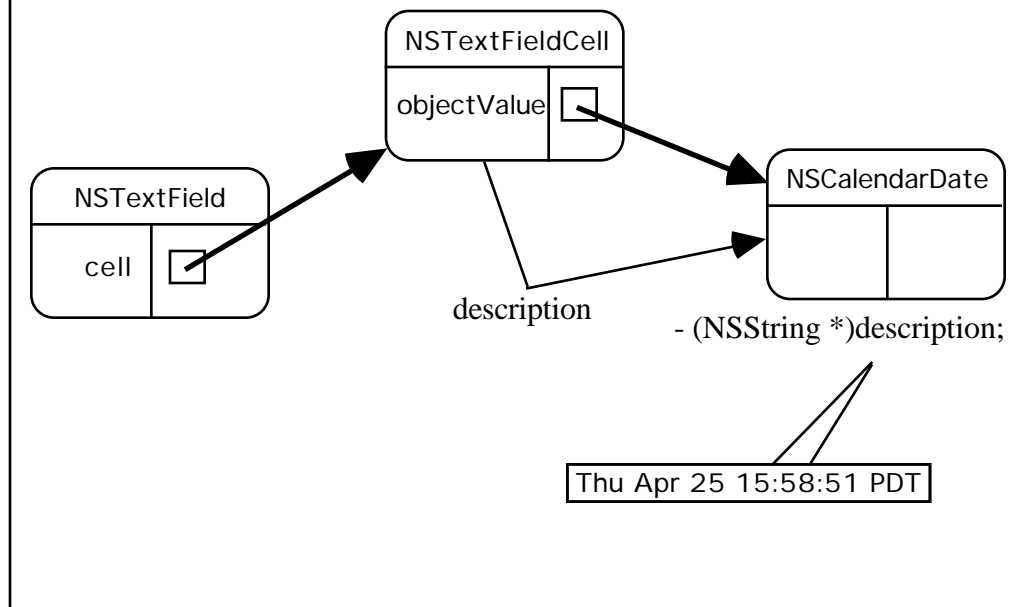 NSTextFieldCell
objectValue
NSTextField
cell
NSCalendarDate
description
- (NSString *)description;
Thu Apr 25 15:58:51 PDT